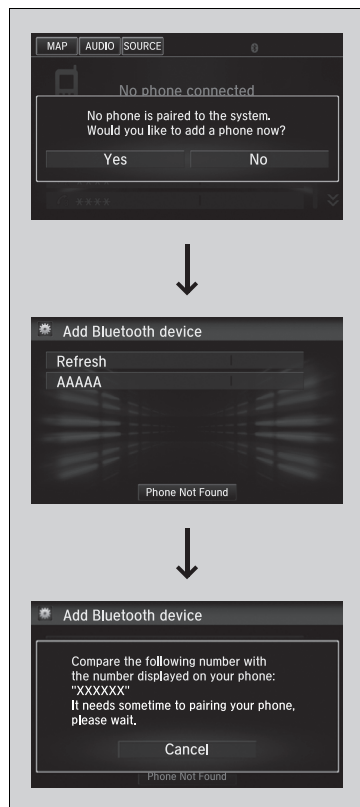 MAP AUDIO SOURCE 0
No phone connected
No phone is paired to the system.
Would you like to add a phone now?
Yes No
****
Add Bluetooth device
Refresh
AAAAA
Phone Not Found
Add Bluetooth device
Compare the following number with
the number displayed on your phone:
"XXXXXX"
It needs sometime to pairing your phone,
please wait.
Cancel
Phone Not Found